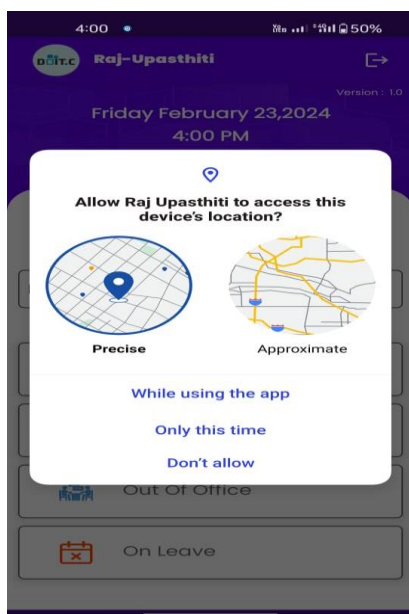 4:00
50%
DOIT.C
Raj-Upasthiti
Version : 1.0
Friday February 23,2024
4:00 PM
Allow Raj Upasthiti to access this
device's location?
Precise
Approximate
While using the app
Only this time
Don't allow
Out Of Office
On Leave